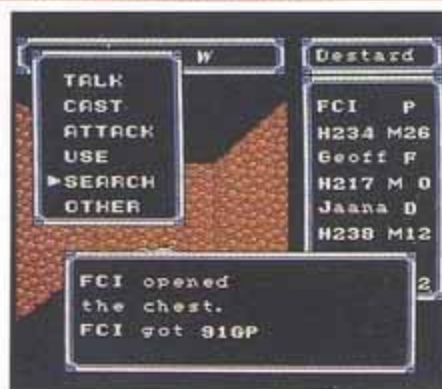 W
Destard
TALK
CAST
ATTACK
USE
►SEARCH
OTHER
FCI P
H234 M26
Geoff F
H217 M 0
Jaana D
H238 M12
2
FCI opened
the chest.
FCI got 91GP